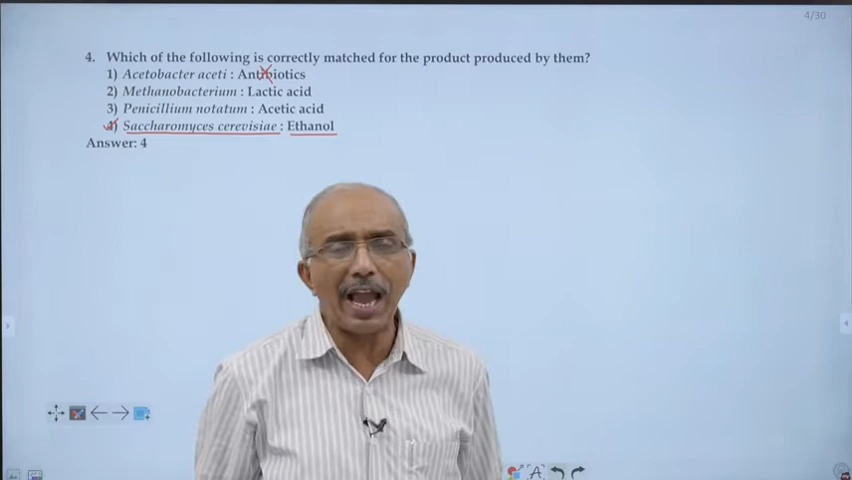 4/30
4. Which of the following is correctly matched for the product produced by them?
1) Acetobacter aceti : Antibiotics
2) Methanobacterium : Lactic acid
3) Penicillium notatum : Acetic acid
4) Saccharomyces cerevisiae : Ethanol
Answer: 4
A